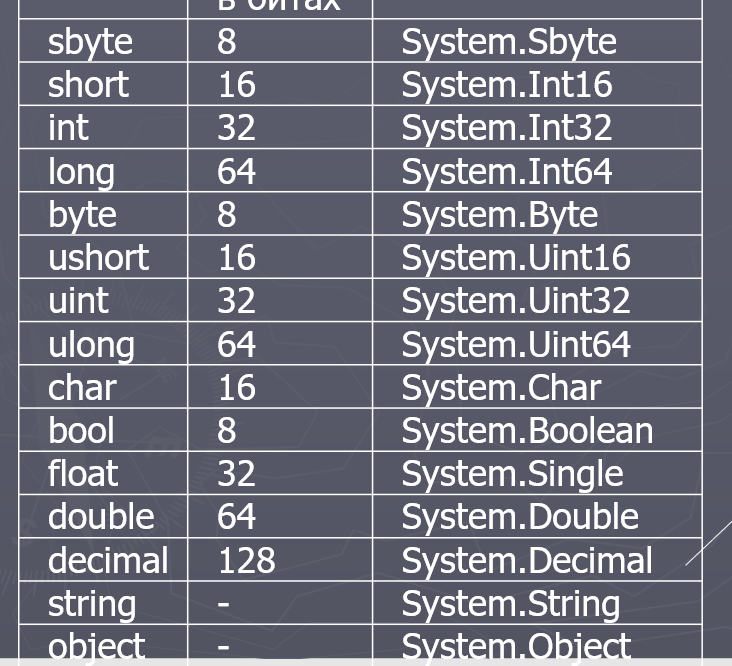 в битах
sbyte 8 System.Sbyte
short 16 System.Int16
int 32 System.Int32
long 64 System.Int64
byte 8 System.Byte
ushort 16 System.Uint16
uint 32 System.Uint32
ulong 64 System.Uint64
char 16 System.Char
bool 8 System.Boolean
float 32 System.Single
double 64 System.Double
decimal 128 System.Decimal
string - System.String
object - System.Object